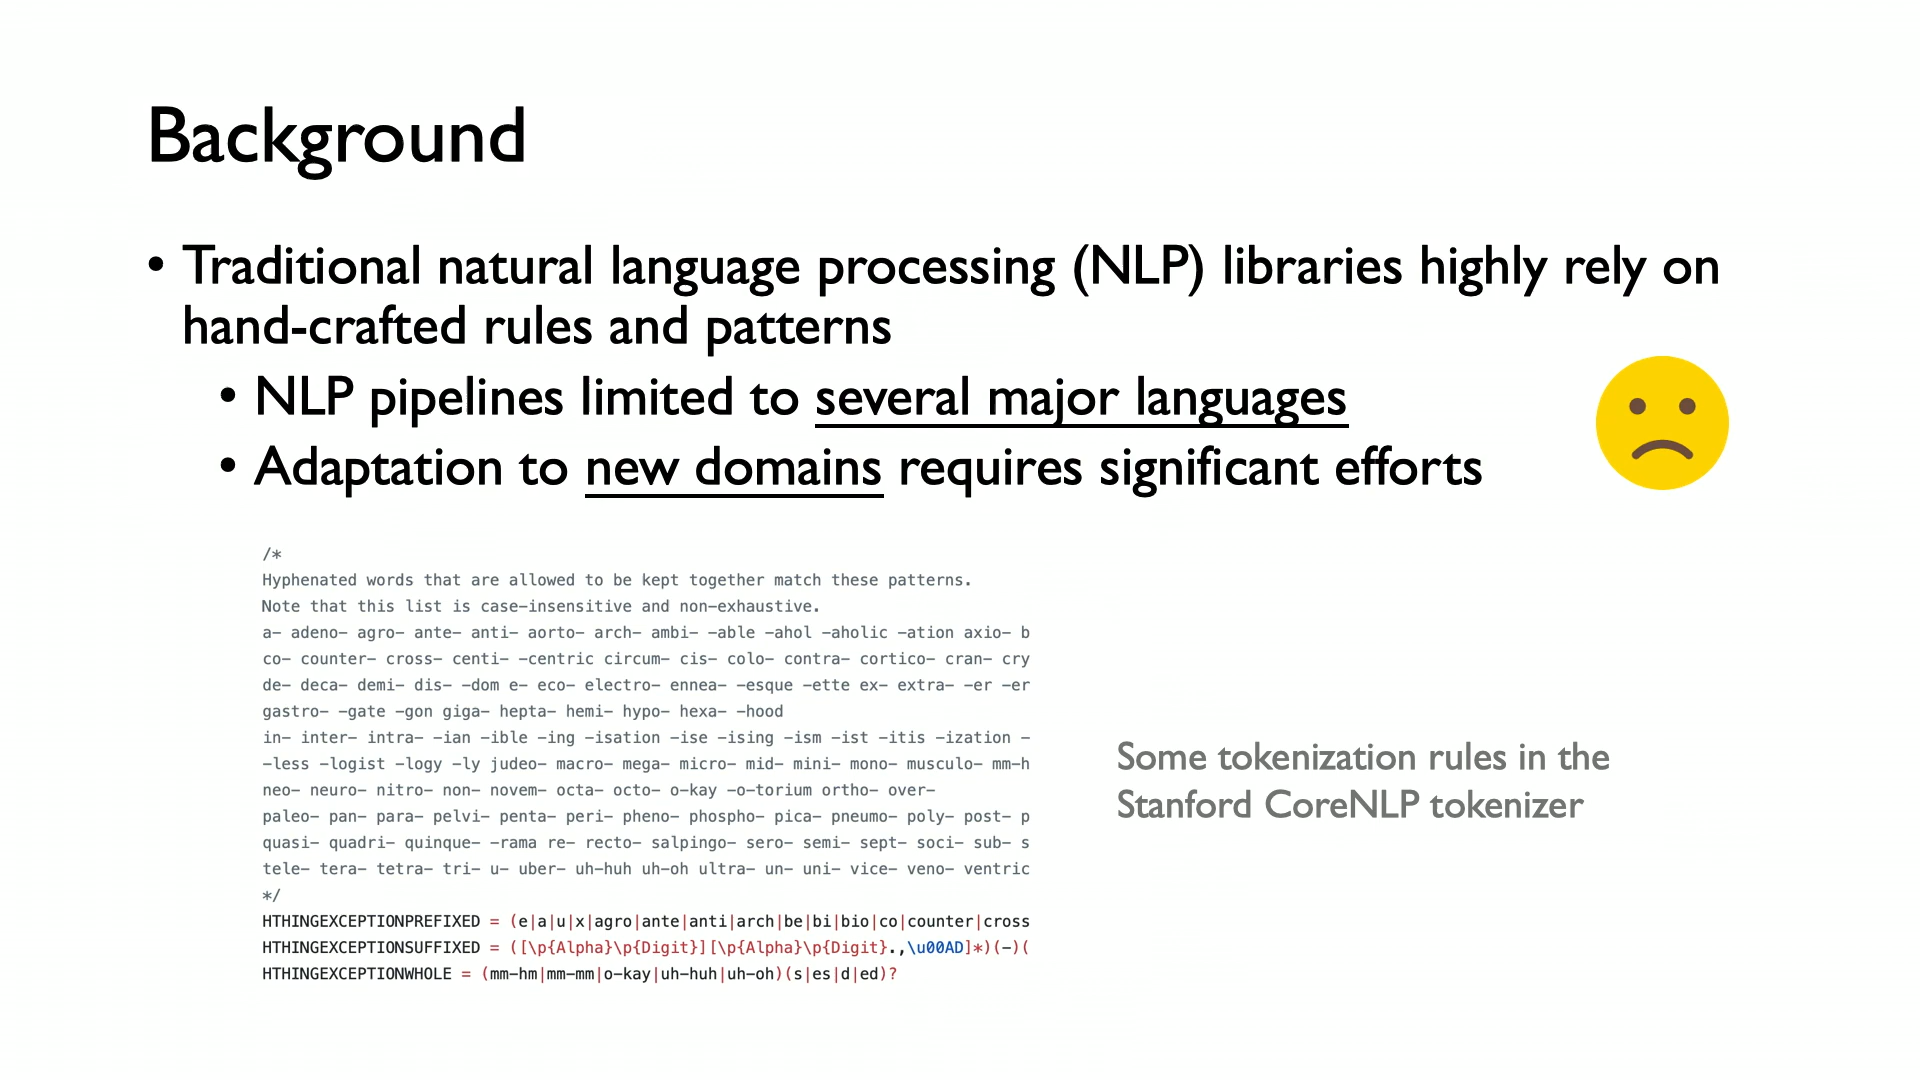 Background
• Traditional natural language processing (NLP) libraries highly rely on
hand-crafted rules and patterns
• NLP pipelines limited to several major languages
• Adaptation to new domains requires significant efforts
/*
Hyphenated words that are allowed to be kept together match these patterns.
Note that this list is case-insensitive and non-exhaustive.
a- adeno- agro- ante- anti- aorto- arch- ambi- -able -ahol -aholic -ation axio- b
co- counter- cross- centi- -centric circum- cis- colo- contra- cortico- cran- cry
de- deca- demi- dis- -dom e- eco- electro- ennea- -esque -ette ex- extra- -er -er
gastro- -gate -gon giga- hepta- hemi- hypo- hexa- -hood
in- inter- intra- -ian -ible -ing -isation -ise -ising -ism -ist -itis -ization -
-less -logist -logy -ly judeo- macro- mega- micro- mid- mini- mono- musculo- mm-h
neo- neuro- nitro- non- novem- octa- octo- o-kay -o-torium ortho- over-
paleo- pan- para- pelvi- penta- peri- pheno- phospho- pica- pneumo- poly- post- p
quasi- quadri- quinque- -rama re- recto- salpingo- sero- semi- sept- soci- sub- s
tele- tera- tetra- tri- u- uber- uh-huh uh-oh ultra- un- uni- vice- veno- ventric
*/
HTHINGEXCEPTIONPREFIXED = (e|a|u|x|agro|ante|anti|arch|be|bi|bio|co|counter|cross
HTHINGEXCEPTIONSUFFIXED = ([\p{Alpha}\p{Digit}][\p{Alpha}\p{Digit}.,\u00AD]*)(-)(
HTHINGEXCEPTIONWHOLE = (mm-hm|mm-mm|o-kay|uh-huh|uh-oh)(s|es|d|ed)?
Some tokenization rules in the
Stanford CoreNLP tokenizer